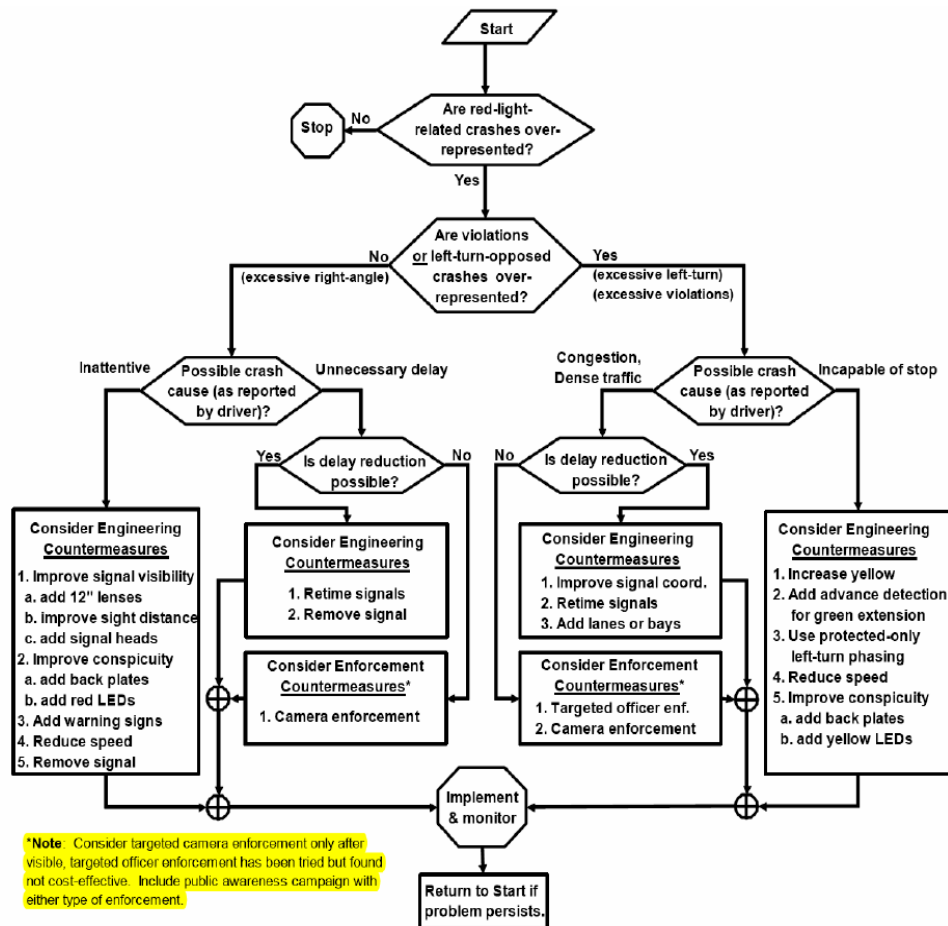 Start
Are red-light-
related crashes over-
represented?
No
Stop
Yes
Are violations
or left-turn-opposed
crashes over-
represented?
No
(excessive right-angle)
Yes
(excessive left-turn)
(excessive violations)
Inattentive
Possible crash
cause (as reported
by driver)?
Unnecessary delay
Congestion,
Dense traffic
Possible crash
cause (as reported
by driver)?
Incapable of stop
Yes
Is delay reduction
possible?
No
No
Is delay reduction
possible?
Yes
Consider Engineering
Countermeasures
1. Improve signal visibility
a. add 12" lenses
b. improve sight distance
c. add signal heads
2. Improve conspicuity
a. add back plates
b. add red LEDs
3. Add warning signs
4. Reduce speed
5. Remove signal
Consider Engineering
Countermeasures
1. Retime signals
2. Remove signal
Consider Enforcement
Countermeasures*
1. Camera enforcement
Consider Engineering
Countermeasures
1. Improve signal coord.
2. Retime signals
3. Add lanes or bays
Consider Enforcement
Countermeasures*
1. Targeted officer enf.
2. Camera enforcement
Consider Engineering
Countermeasures
1. Increase yellow
2. Add advance detection
for green extension
3. Use protected-only
left-turn phasing
4. Reduce speed
5. Improve conspicuity
a. add back plates
b. add yellow LEDs
Implement
& monitor
Return to Start if
problem persists.
*Note: Consider targeted camera enforcement only after
visible, targeted officer enforcement has been tried but found
not cost-effective. Include public awareness campaign with
either type of enforcement.